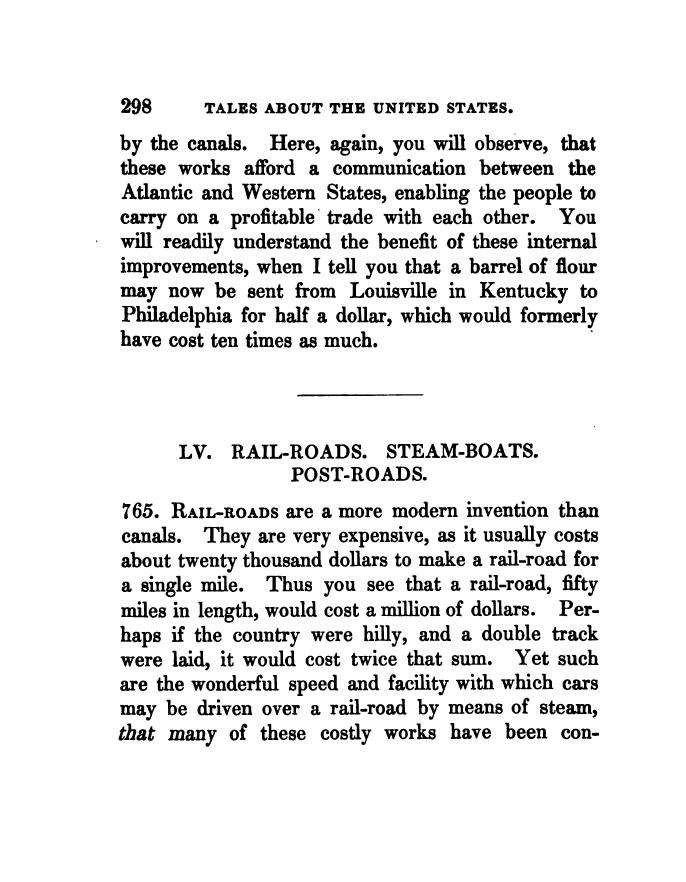 298 TALES ABOUT THE UNITED STATES.
by the canals. Here, again, you will observe, that
these works afford a communication between the
Atlantic and Western States, enabling the people to
carry on a profitable trade with each other. You
will readily understand the benefit of these internal
improvements, when I tell you that a barrel of flour
may now be sent from Louisville in Kentucky to
Philadelphia for half a dollar, which would formerly
have cost ten times as much.
LV. RAIL-ROADS. STEAM-BOATS.
POST-ROADS.
765. RAIL-ROADS are a more modern invention than
canals. They are very expensive, as it usually costs
about twenty thousand dollars to make a rail-road for
a single mile. Thus you see that a rail-road, fifty
miles in length, would cost a million of dollars. Per-
haps if the country were hilly, and a double track
were laid, it would cost twice that sum. Yet such
are the wonderful speed and facility with which cars
may be driven over a rail-road by means of steam,
that many of these costly works have been con-